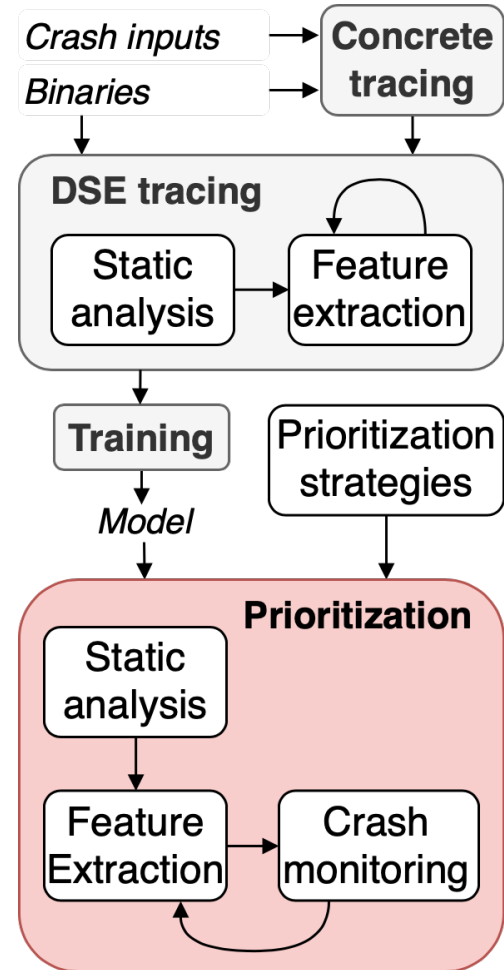 Crash inputs
Binaries
Concrete
tracing
DSE tracing
Static
analysis
Feature
extraction
Training
Model
Prioritization
strategies
Prioritization
Static
analysis
Feature
Extraction
Crash
monitoring